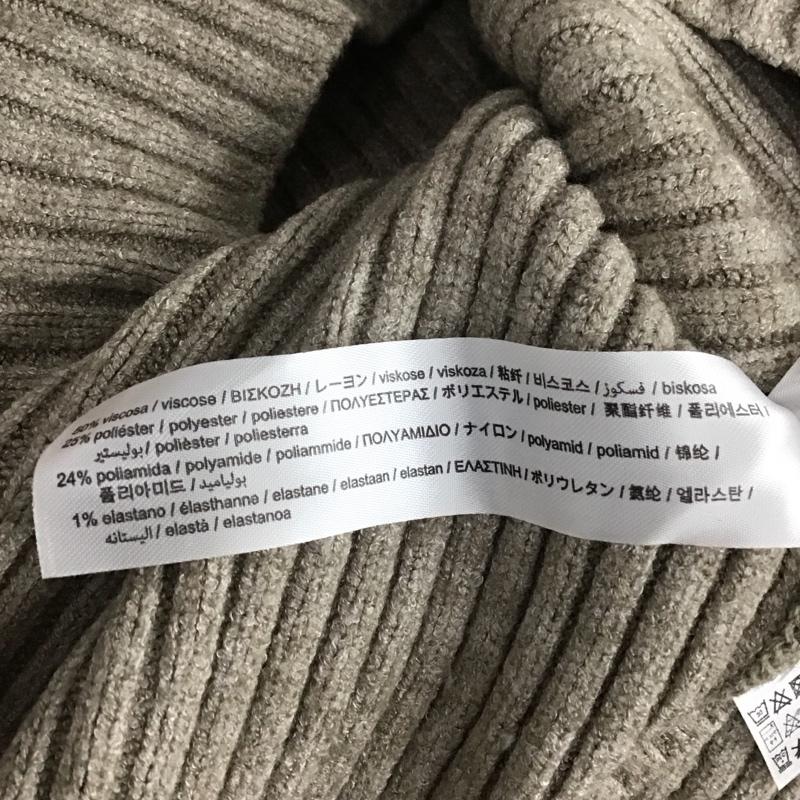 50% viscosa / viscose / ΒΙΣΚΟΖΗ / レーヨン / viskose / viskoza / 粘纤 / 비스코스 / فسكوز / biskosa
25% poliéster / polyester / poliestere / ΠΟΛΥΕΣΤΕΡΑΣ / ポリエステル / poliester / 聚酯纤维 / 폴리에스터 /
بوليستير / polièster / poliesterra
24% poliamida / polyamide / poliammide / ΠΟΛΥΑΜΙΔΙΟ / ナイロン / polyamid / poliamid / 锦纶 /
폴리아미드 / بولياميد
1% elastano / élasthanne / elastane / elastaan / elastan / ΕΛΑΣΤΙΝΗ / ポリウレタン / 氨纶 / 엘라스탄 /
اليستانه / elastà / elastanoa